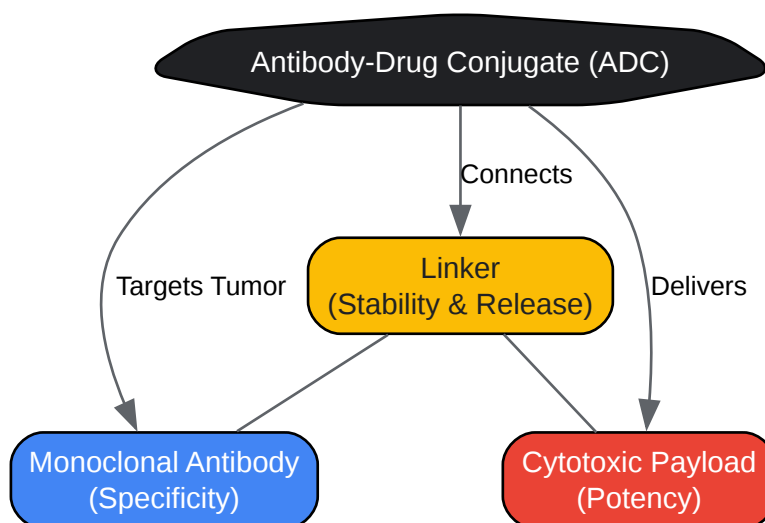 Antibody-Drug Conjugate (ADC)
Connects
Linker
(Stability & Release)
Targets Tumor
Delivers
Monoclonal Antibody
(Specificity)
Cytotoxic Payload
(Potency)